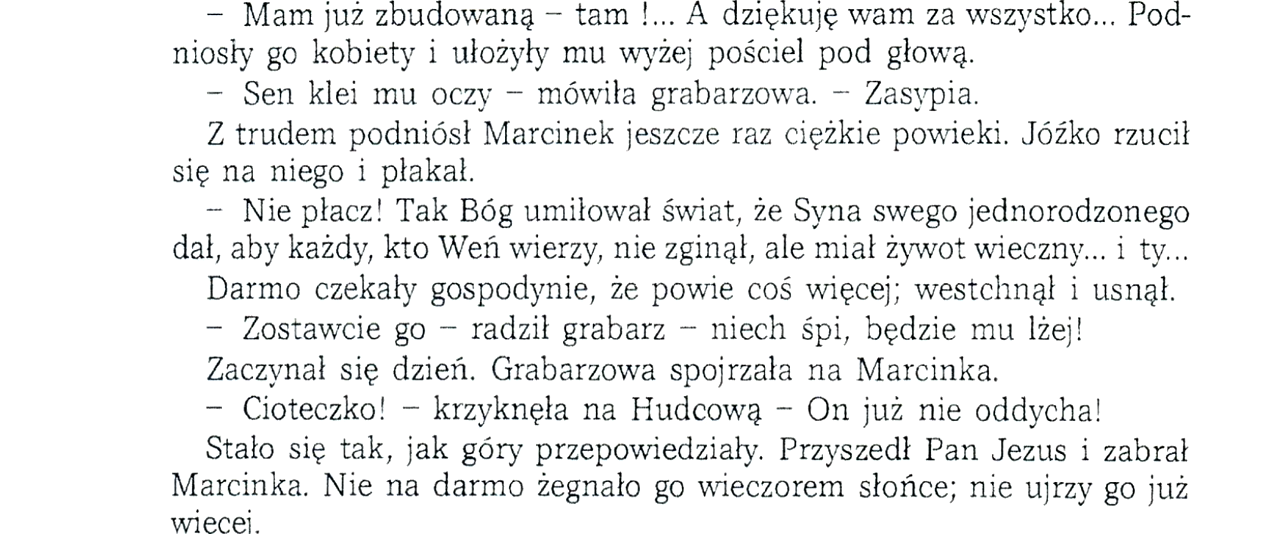 – Mam już zbudowaną – tam !... A dziękuję wam za wszystko... Pod-
niosły go kobiety i ułożyły mu wyżej pościel pod głową.
– Sen klei mu oczy – mówiła grabarzowa. – Zasypia.
Z trudem podniósł Marcinek jeszcze raz ciężkie powieki. Jóźko rzucił
się na niego i płakał.
– Nie płacz! Tak Bóg umiłował świat, że Syna swego jednorodzonego
dał, aby każdy, kto Weń wierzy, nie zginął, ale miał żywot wieczny... i ty...
Darmo czekały gospodynie, że powie coś więcej; westchnął i usnął.
– Zostawcie go – radził grabarz – niech śpi, będzie mu lżej!
Zaczynał się dzień. Grabarzowa spojrzała na Marcinka.
– Cioteczko! – krzyknęła na Hudcową – On już nie oddycha!
Stało się tak, jak góry przepowiedziały. Przyszedł Pan Jezus i zabrał
Marcinka. Nie na darmo żegnało go wieczorem słońce; nie ujrzy go już
więcej.